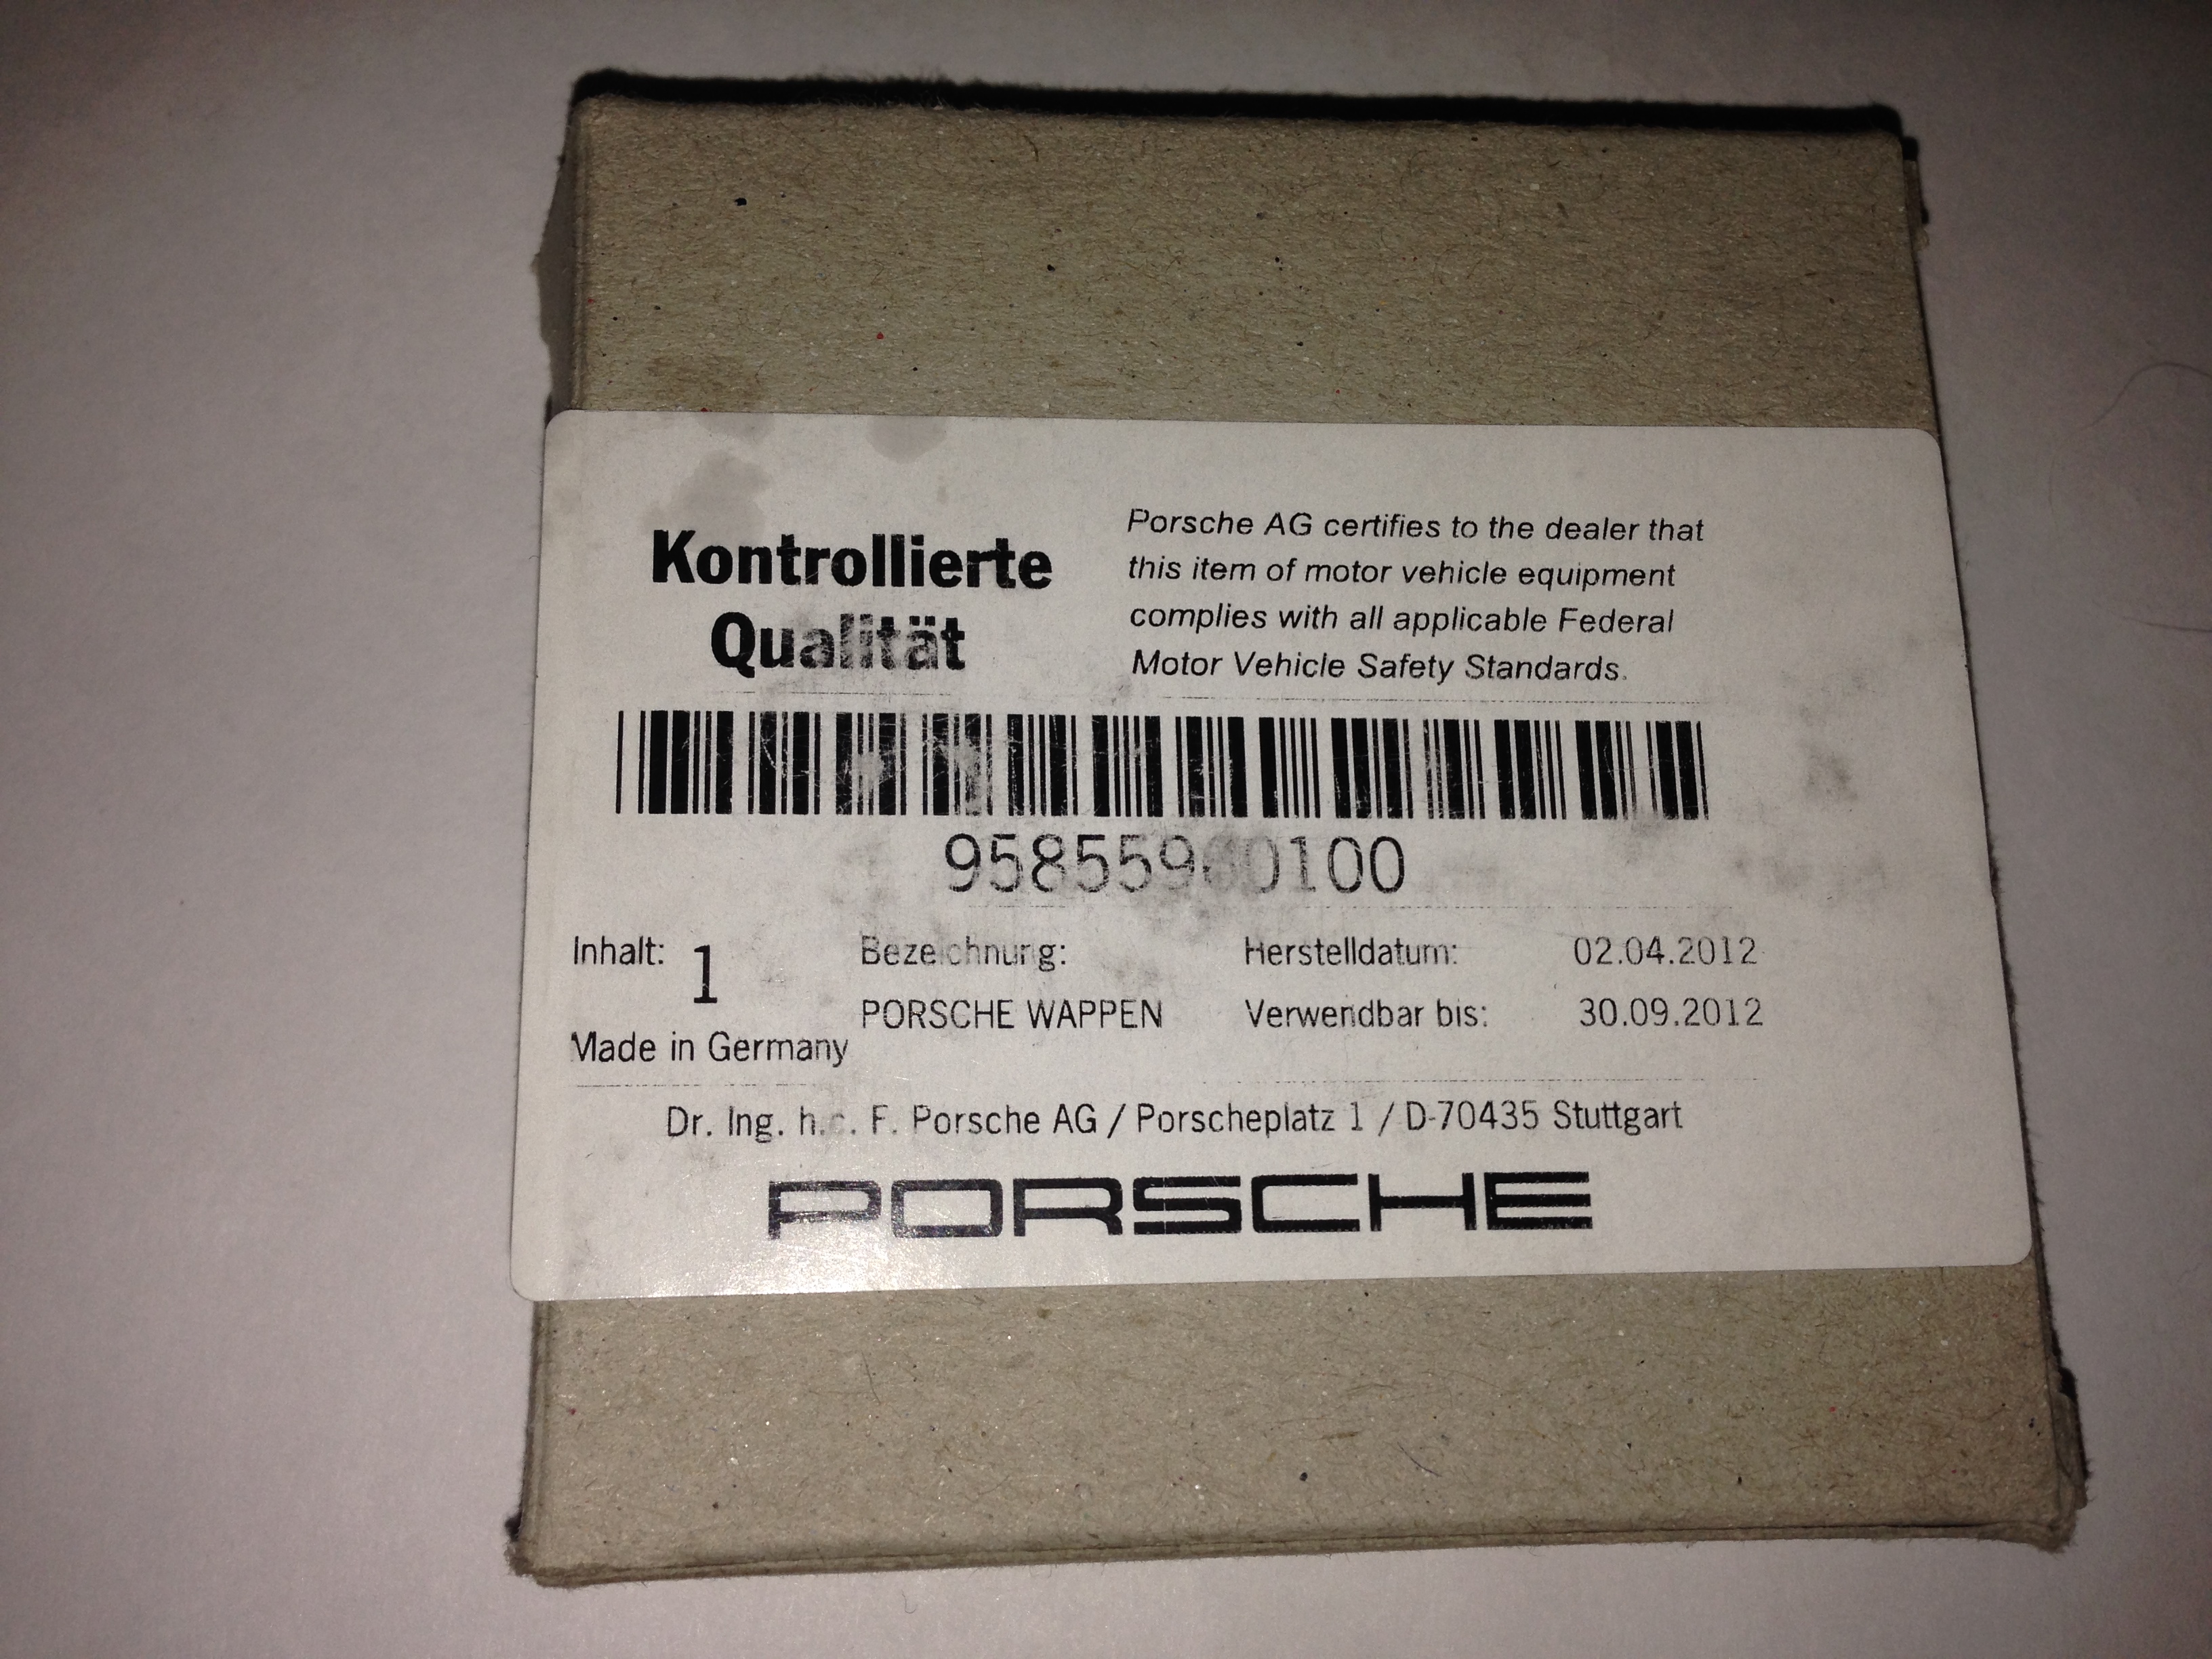 Kontrollierte
Qualität
Porsche AG certifies to the dealer that
this item of motor vehicle equipment
complies with all applicable Federal
Motor Vehicle Safety Standards.
Inhalt: 1
Made in Germany
Bezeichnung:
PORSCHE WAPPEN
Herstelldatum: 02.04.2012
Verwendbar bis: 30.09.2012
Dr. Ing. h.c. F. Porsche AG / Porscheplatz 1 / D-70435 Stuttgart
PORSCHE